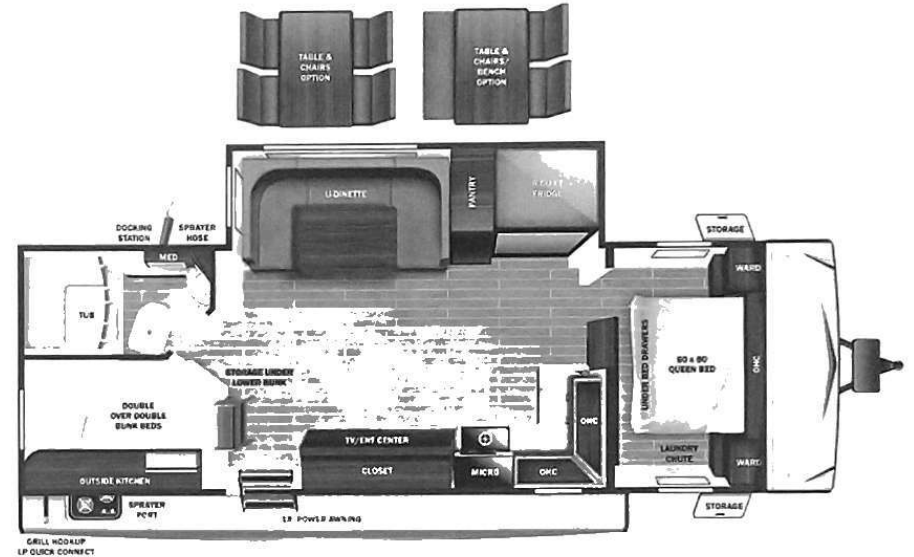 TABLE &
CHAIRS
OPTION
TABLE &
CHAIRS/
BENCH
OPTION
U-DINETTE
PANTRY
FRIDGE
DOCKING
STATION
SPRAYER
HOSE
MED
STORAGE
WARD
TUB
UNDER BED DRAWERS
60 x 80
QUEEN BED
OHC
STORAGE UNDER
LOWER BUNK
DOUBLE
OVER DOUBLE
BUNK BEDS
OHC
TV/ENT CENTER
CLOSET
MICRO
OHC
LAUNDRY
CHUTE
WARD
OUTSIDE KITCHEN
STORAGE
SPRAYER
PORT
POWER AWNING
GRILL HOOKUP
LP QUICK CONNECT